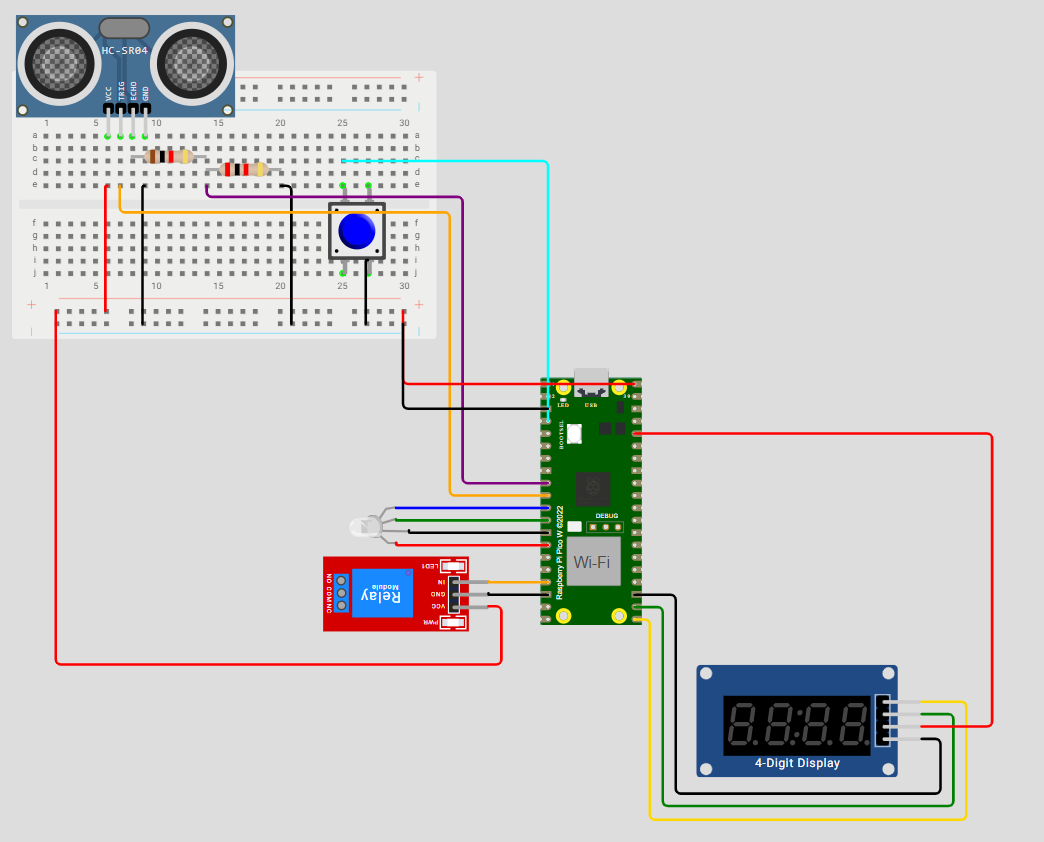 HC-SR04
VCC
TRIG
ECHO
GND
1 5 10 15 20 25 30
a a
b b
c c
d d
e e
f f
g g
h h
i i
j j
1 5 10 15 20 25 30
LED USB
BOOTSEL
DEBUG
Raspberry Pi Pico W ©2022
Wi-Fi
LED1
NO COM NC
Relay
Module
IN
GND
VCC
PWR
4-Digit Display